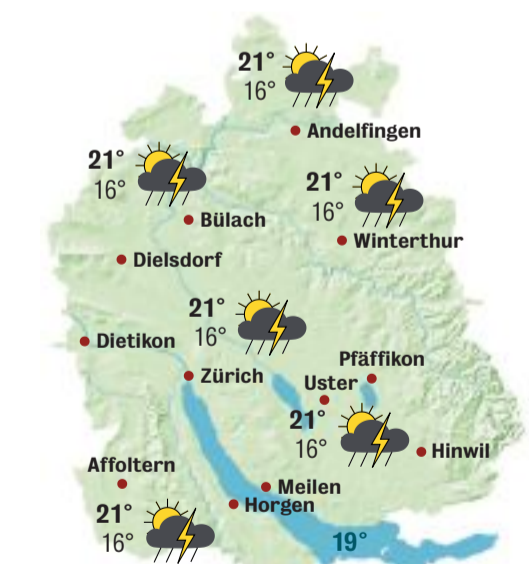 21°
16°
Andelfingen
21°
16°
21°
16°
Bülach
Winterthur
Dielsdorf
21°
16°
Dietikon
Zürich
Pfäffikon
Uster
21°
16°
Hinwil
Affoltern
Meilen
Horgen
21°
16°
19°